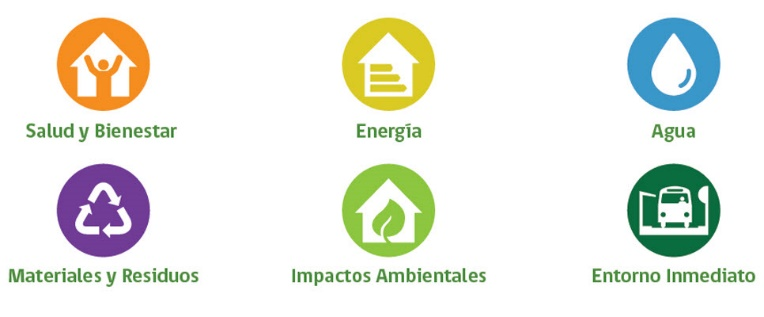 Salud y Bienestar
Energía
Agua
Materiales y Residuos
Impactos Ambientales
Entorno Inmediato